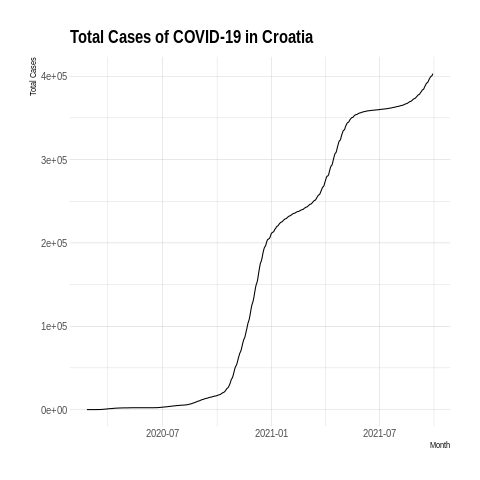 Total Cases of COVID-19 in Croatia
Total Cases
4e+05
3e+05
2e+05
1e+05
0e+00
2020-07 2021-01 2021-07
Month